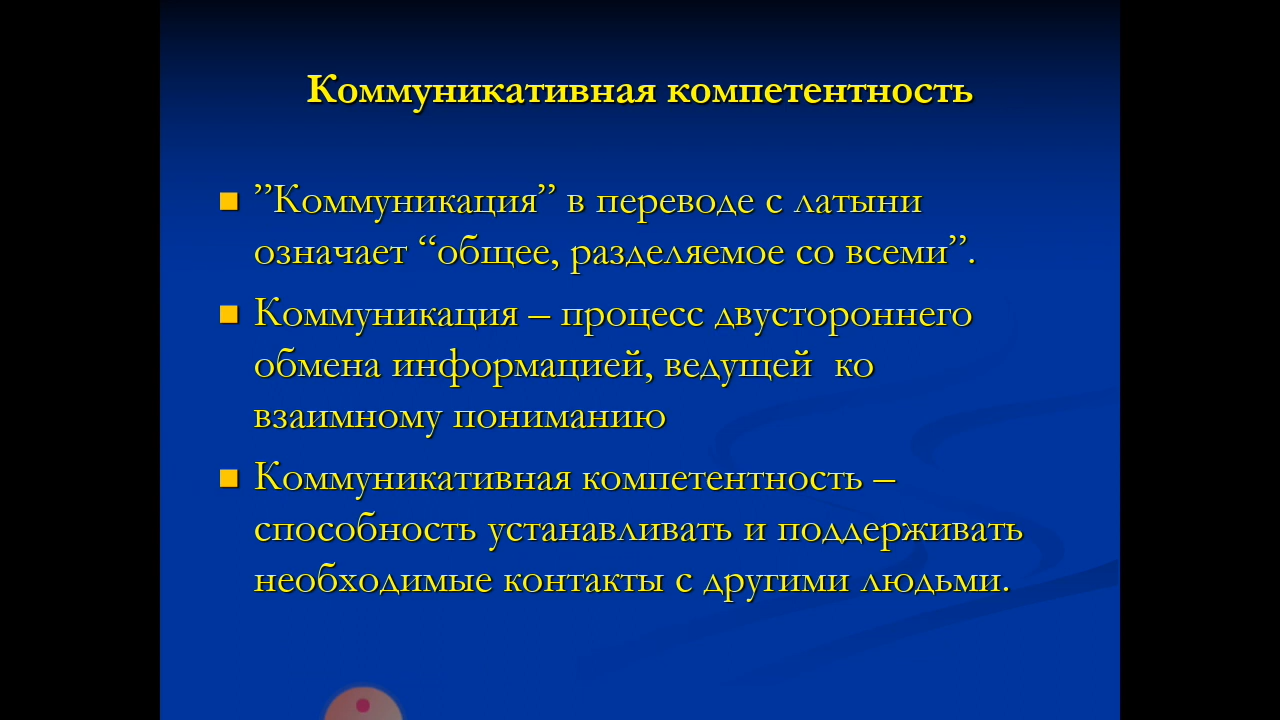 Коммуникативная компетентность
”Коммуникация” в переводе с латыни
означает “общее, разделяемое со всеми”.
Коммуникация – процесс двустороннего
обмена информацией, ведущей ко
взаимному пониманию
Коммуникативная компетентность –
способность устанавливать и поддерживать
необходимые контакты с другими людьми.